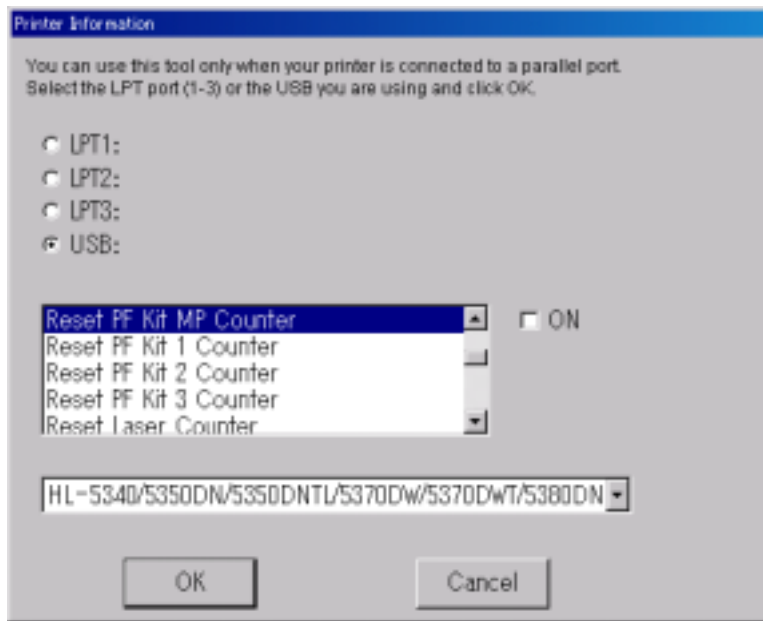 Printer Information
You can use this tool only when your printer is connected to a parallel port.
Select the LPT port (1-3) or the USB you are using and click OK.
LPT1:
LPT2:
LPT3:
USB:
Reset PF Kit MP Counter
ON
Reset PF Kit 1 Counter
Reset PF Kit 2 Counter
Reset PF Kit 3 Counter
Reset Laser Counter
HL-5340/5350DN/5350DNTL/5370DW/5370DWT/5380DN
OK Cancel